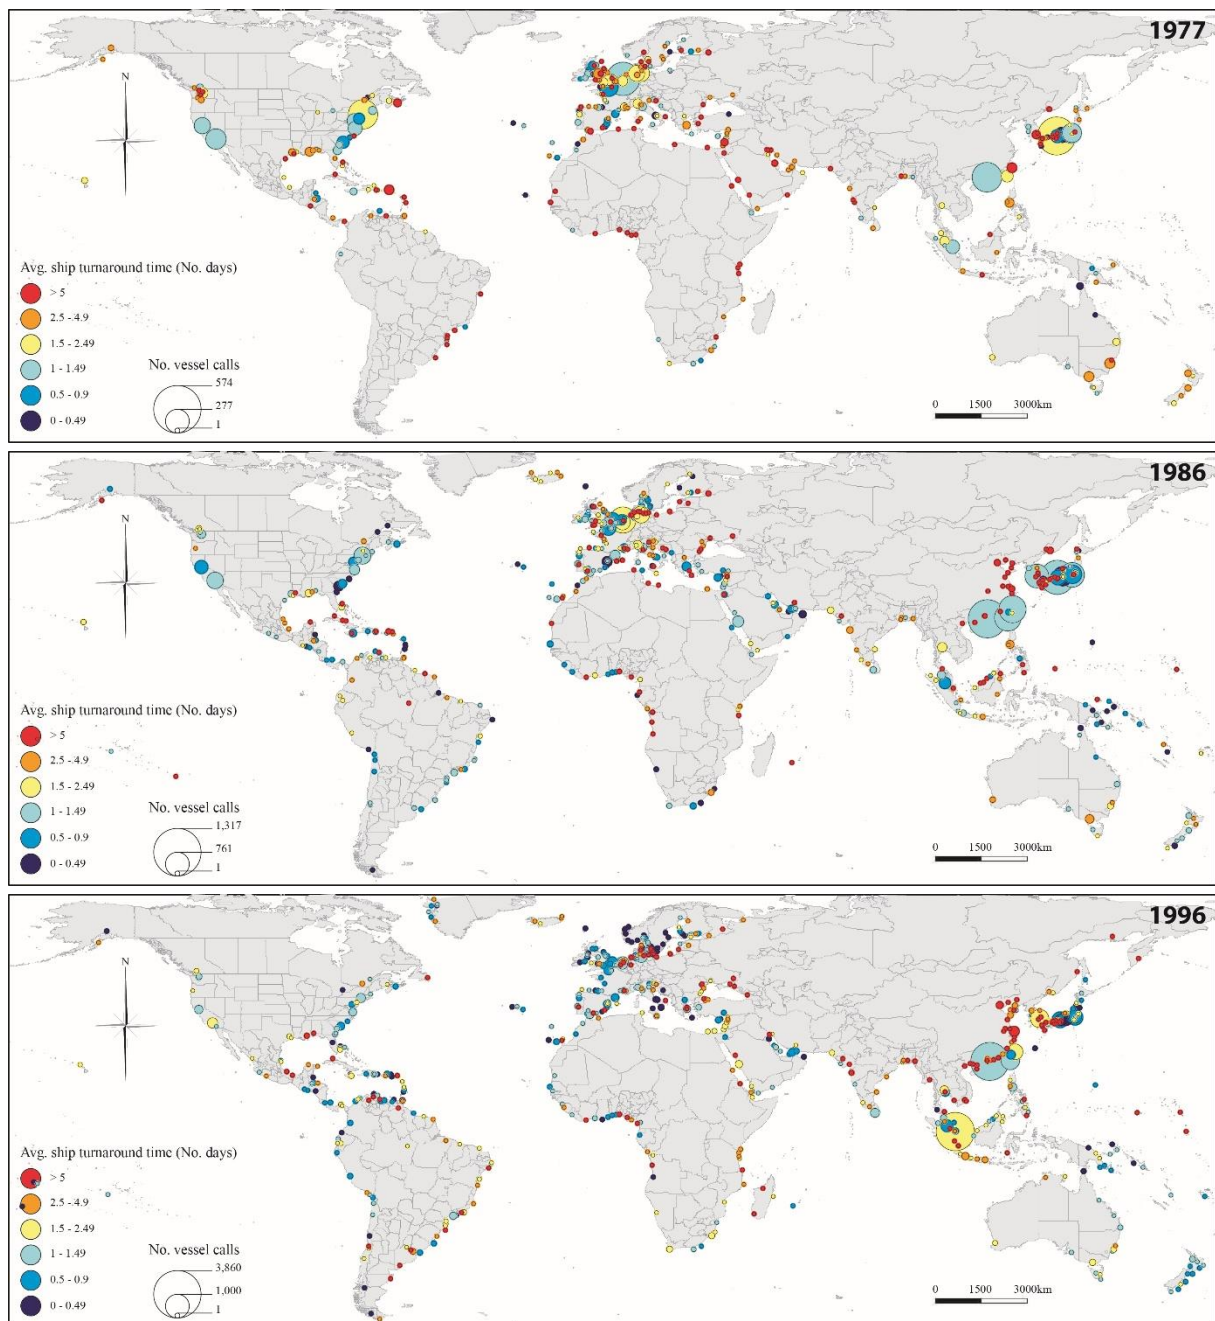 1977
N
Avg. ship turnaround time (No. days)
> 5
2.5 - 4.9
1.5 - 2.49
1 - 1.49
0.5 - 0.9
0 - 0.49
No. vessel calls
574
277
1
0 1500 3000km
1986
N
Avg. ship turnaround time (No. days)
> 5
2.5 - 4.9
1.5 - 2.49
1 - 1.49
0.5 - 0.9
0 - 0.49
No. vessel calls
1,317
761
1
0 1500 3000km
1996
N
Avg. ship turnaround time (No. days)
> 5
2.5 - 4.9
1.5 - 2.49
1 - 1.49
0.5 - 0.9
0 - 0.49
No. vessel calls
3,860
1,000
1
0 1500 3000km